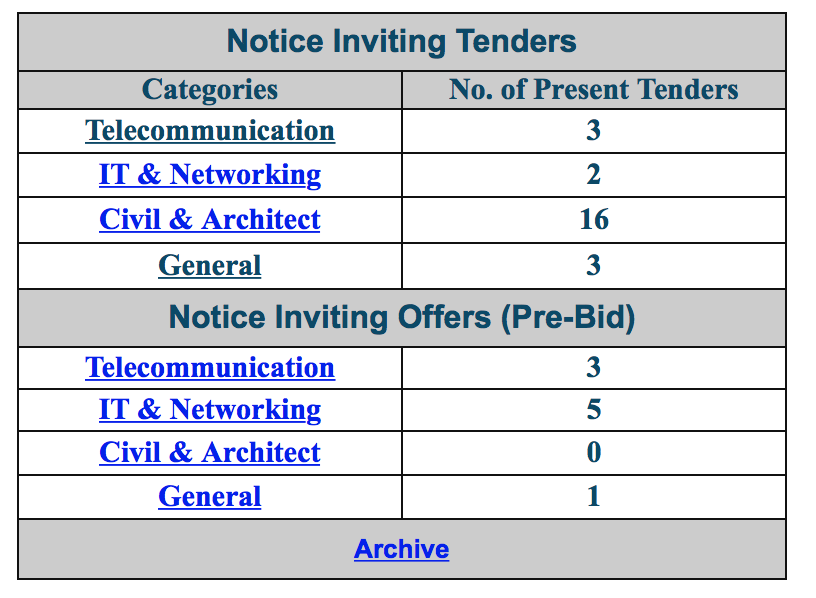 Notice Inviting Tenders
Categories No. of Present Tenders
Telecommunication 3
IT & Networking 2
Civil & Architect 16
General 3
Notice Inviting Offers (Pre-Bid)
Telecommunication 3
IT & Networking 5
Civil & Architect 0
General 1
Archive